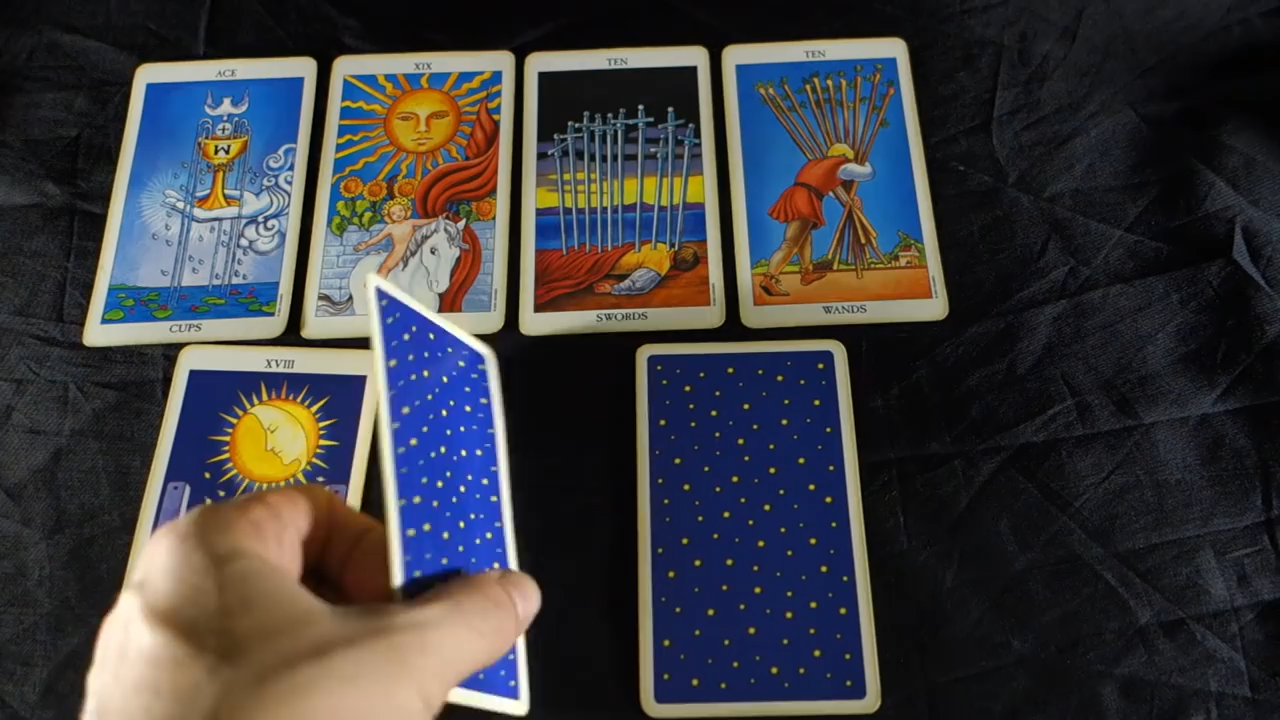 ACE
XIX
TEN
TEN
CUPS
SWORDS
WANDS
XVIII